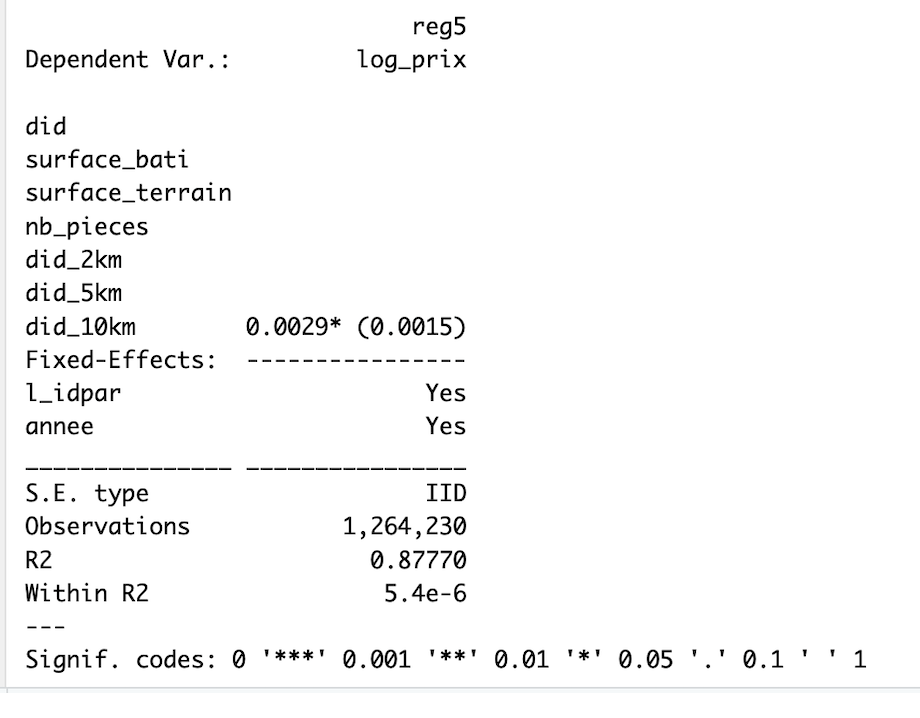 reg5
Dependent Var.: log_prix
did
surface_bati
surface_terrain
nb_pieces
did_2km
did_5km
did_10km 0.0029* (0.0015)
Fixed-Effects: ----------------
l_idpar Yes
annee Yes
_______________ ________________
S.E. type IID
Observations 1,264,230
R2 0.87770
Within R2 5.4e-6
---
Signif. codes: 0 '***' 0.001 '**' 0.01 '*' 0.05 '.' 0.1 ' ' 1